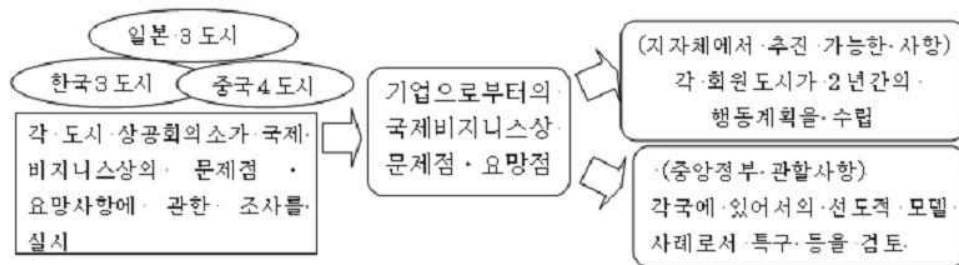 일본 3 도시
한국 3 도시
중국 4 도시
각 도시 상공회의소가 국제
비지니스상의 문제점 ·
요망사항에 관한 조사를
실시
기업으로부터의
국제비지니스상
문제점 · 요망점
(지자체에서 추진 가능한 사항)
각 회원도시가 2 년간의
행동계획을 수립
(중앙정부 관할사항)
각국에 있어서의 선도적 모델
사례로서 특구 등을 검토